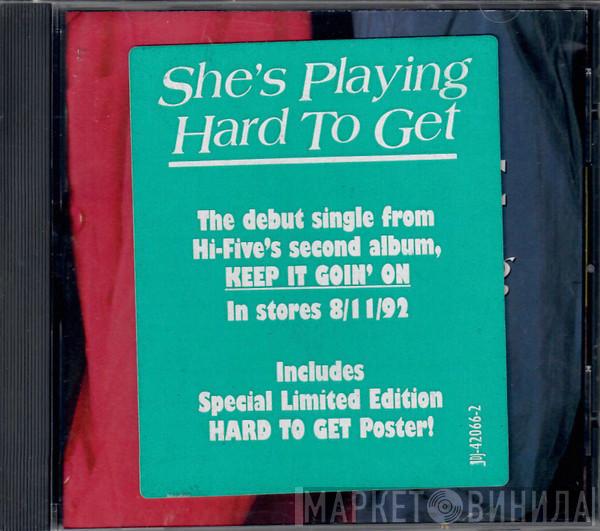 She's Playing
Hard To Get
The debut single from
Hi-Five's second album,
KEEP IT GOIN' ON
In stores 8/11/92
Includes
Special Limited Edition
HARD TO GET Poster!
JDJ-42066-2
МАРКЕТ ВИНИЛА